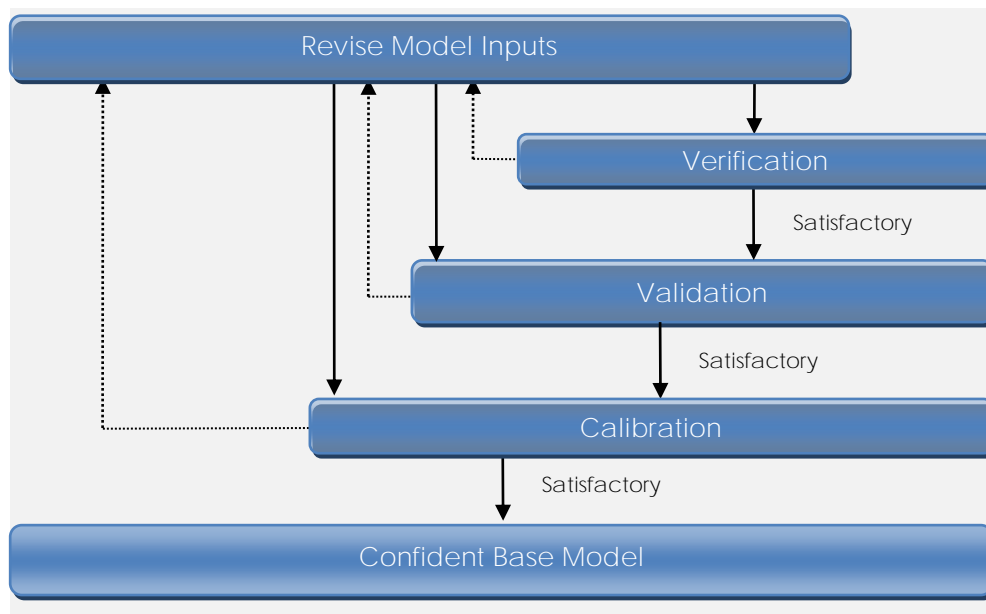 Revise Model Inputs
Verification
Satisfactory
Validation
Satisfactory
Calibration
Satisfactory
Confident Base Model